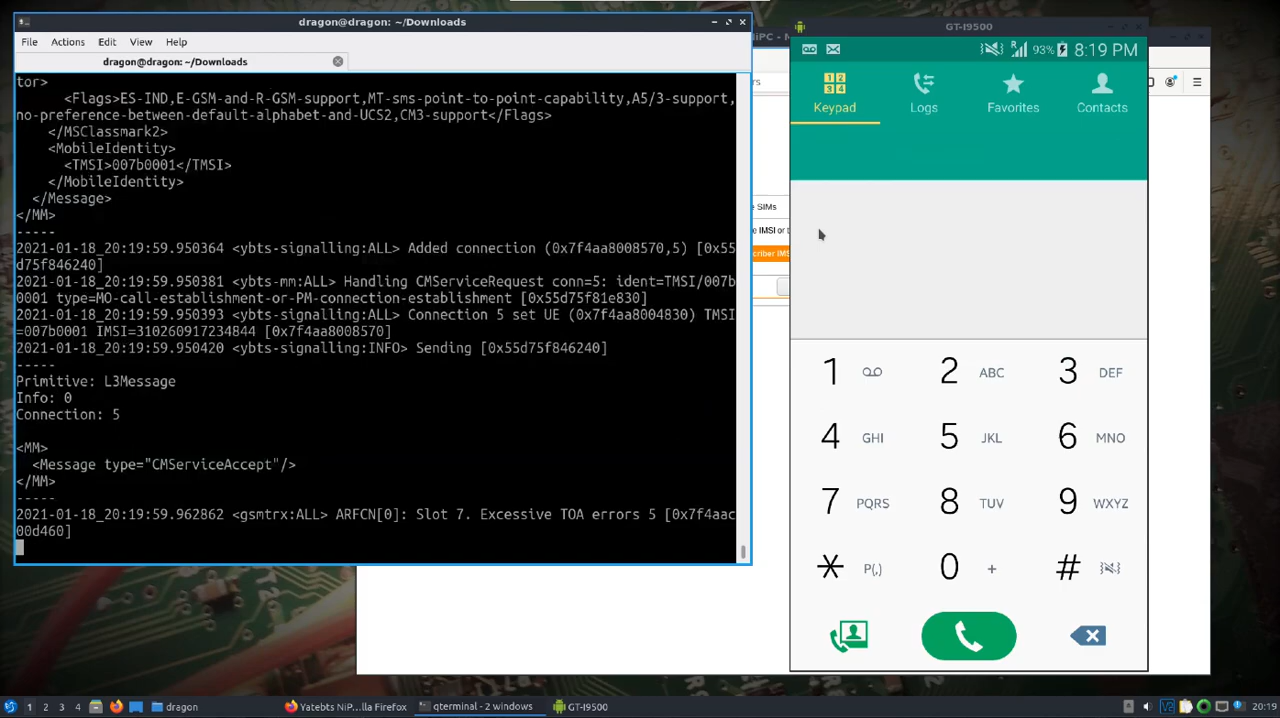 dragon@dragon: ~/Downloads
File Actions Edit View Help
dragon@dragon: ~/Downloads
tor>
<Flags>ES-IND,E-GSM-and-R-GSM-support,MT-sms-point-to-point-capability,A5/3-support,
no-preference-between-default-alphabet-and-UCS2,CM3-support</Flags>
</MSClassmark2>
<MobileIdentity>
<TMSI>007b0001</TMSI>
</MobileIdentity>
</Message>
</MM>
-----
2021-01-18_20:19:59.950364 <ybts-signalling:ALL> Added connection (0x7f4aa8008570,5) [0x55
d75f846240]
2021-01-18_20:19:59.950381 <ybts-mm:ALL> Handling CMServiceRequest conn=5: ident=TMSI/007b
0001 type=MO-call-establishment-or-PM-connection-establishment [0x55d75f81e830]
2021-01-18_20:19:59.950393 <ybts-signalling:ALL> Connection 5 set UE (0x7f4aa8004830) TMSI
=007b0001 IMSI=310260917234844 [0x7f4aa8008570]
2021-01-18_20:19:59.950420 <ybts-signalling:INFO> Sending [0x55d75f846240]
-----
Primitive: L3Message
Info: 0
Connection: 5
<MM>
<Message type="CMServiceAccept"/>
</MM>
-----
2021-01-18_20:19:59.962862 <gsmtrx:ALL> ARFCN[0]: Slot 7. Excessive TOA errors 5 [0x7f4aac
00d460]
iPC - M
e SIMs
e IMSI or t
scriber IMS
GT-I9500
93% 8:19 PM
Keypad Logs Favorites Contacts
1 2 ABC 3 DEF
4 GHI 5 JKL 6 MNO
7 PQRS 8 TUV 9 WXYZ
* P(,) 0 + #
1 2 3 4 dragon Yatebts NiP...lla Firefox qterminal - 2 windows GT-I9500 20:19